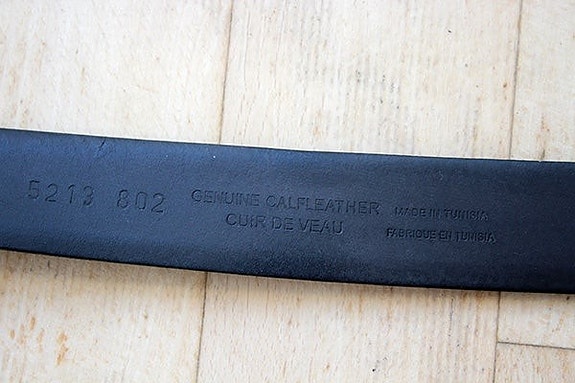 5213 802
GENUINE CALFLEATHER
CUIR DE VEAU
MADE IN TUNISIA
FABRIQUE EN TUNISIA